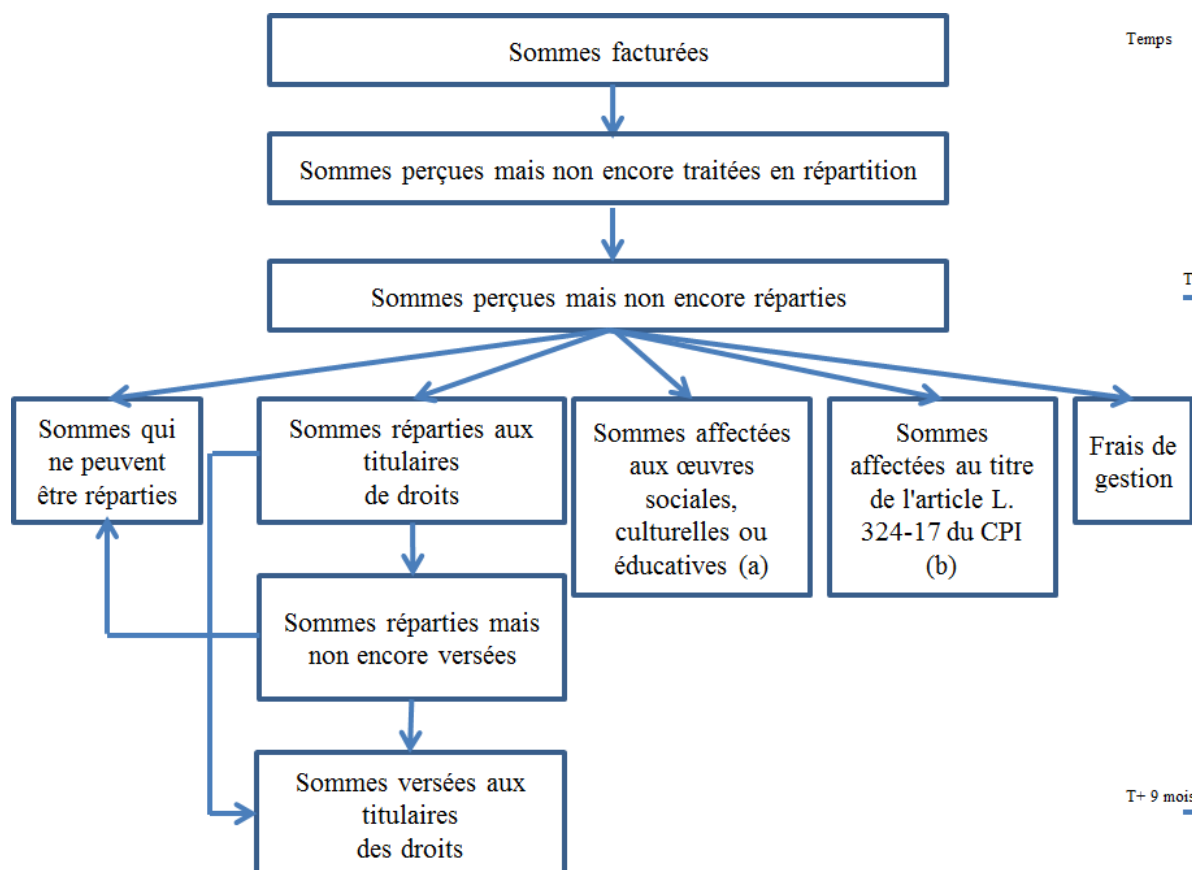 Sommes facturées
Temps
Sommes perçues mais non encore traitées en répartition
Sommes perçues mais non encore réparties
T
Sommes qui
ne peuvent
être réparties
Sommes réparties aux
titulaires
de droits
Sommes affectées
aux œuvres
sociales,
culturelles ou
éducatives (a)
Sommes
affectées au titre
de l'article L.
324-17 du CPI
(b)
Frais de
gestion
Sommes réparties mais
non encore versées
Sommes versées aux
titulaires
des droits
T+ 9 mois